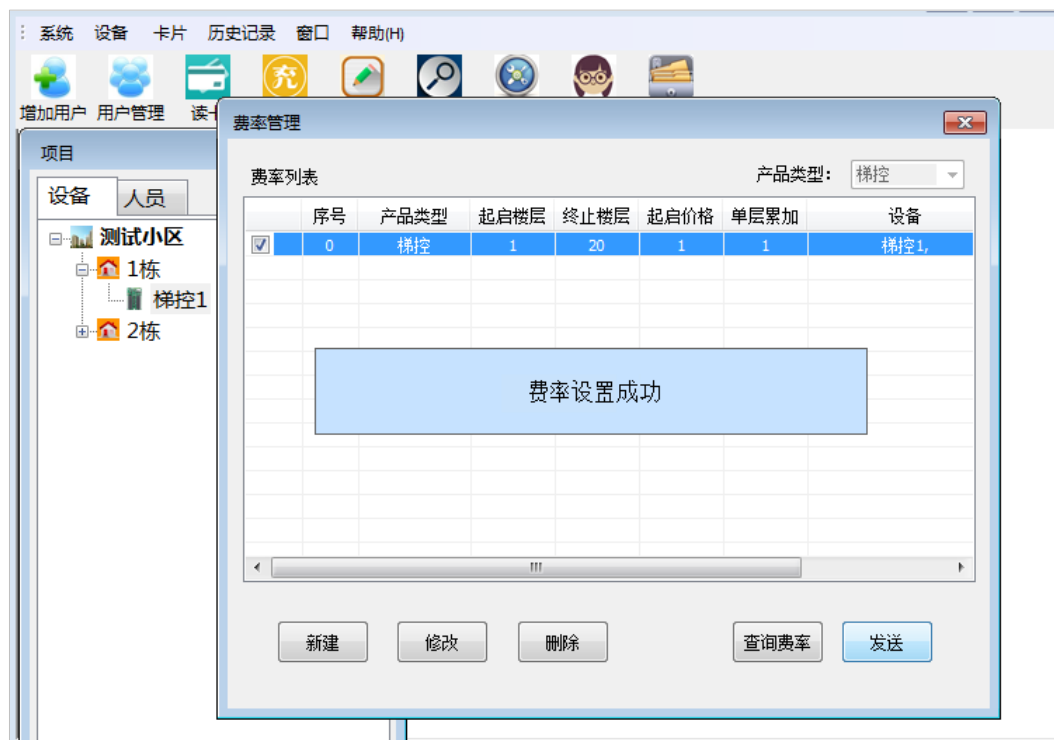 系统 设备 卡片 历史记录 窗口 帮助(H)
充
增加用户 用户管理 读
费率管理
项目
费率列表 产品类型： 梯控
设备 人员
序号 产品类型 起启楼层 终止楼层 起启价格 单层累加 设备
测试小区
0 梯控 1 20 1 1 梯控1,
1栋
梯控1
2栋
费率设置成功
新建 修改 删除 查询费率 发送